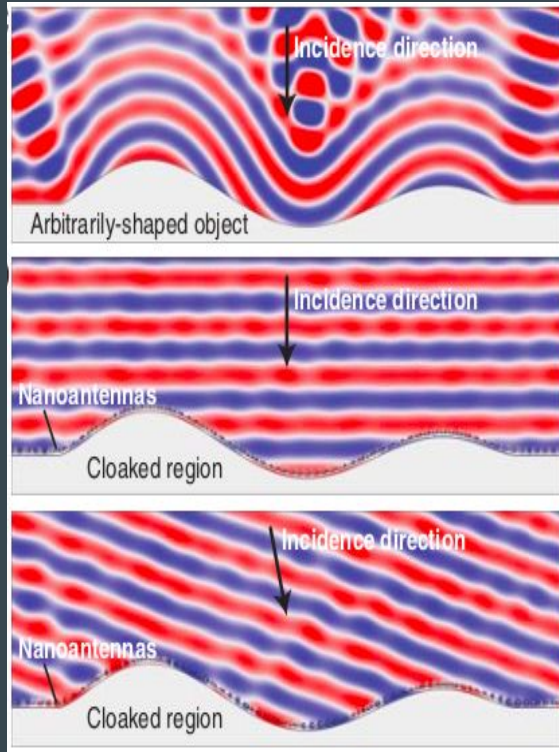 Incidence direction
Arbitrarily-shaped object
Incidence direction
Nanoantennas
Cloaked region
Incidence direction
Nanoantennas
Cloaked region